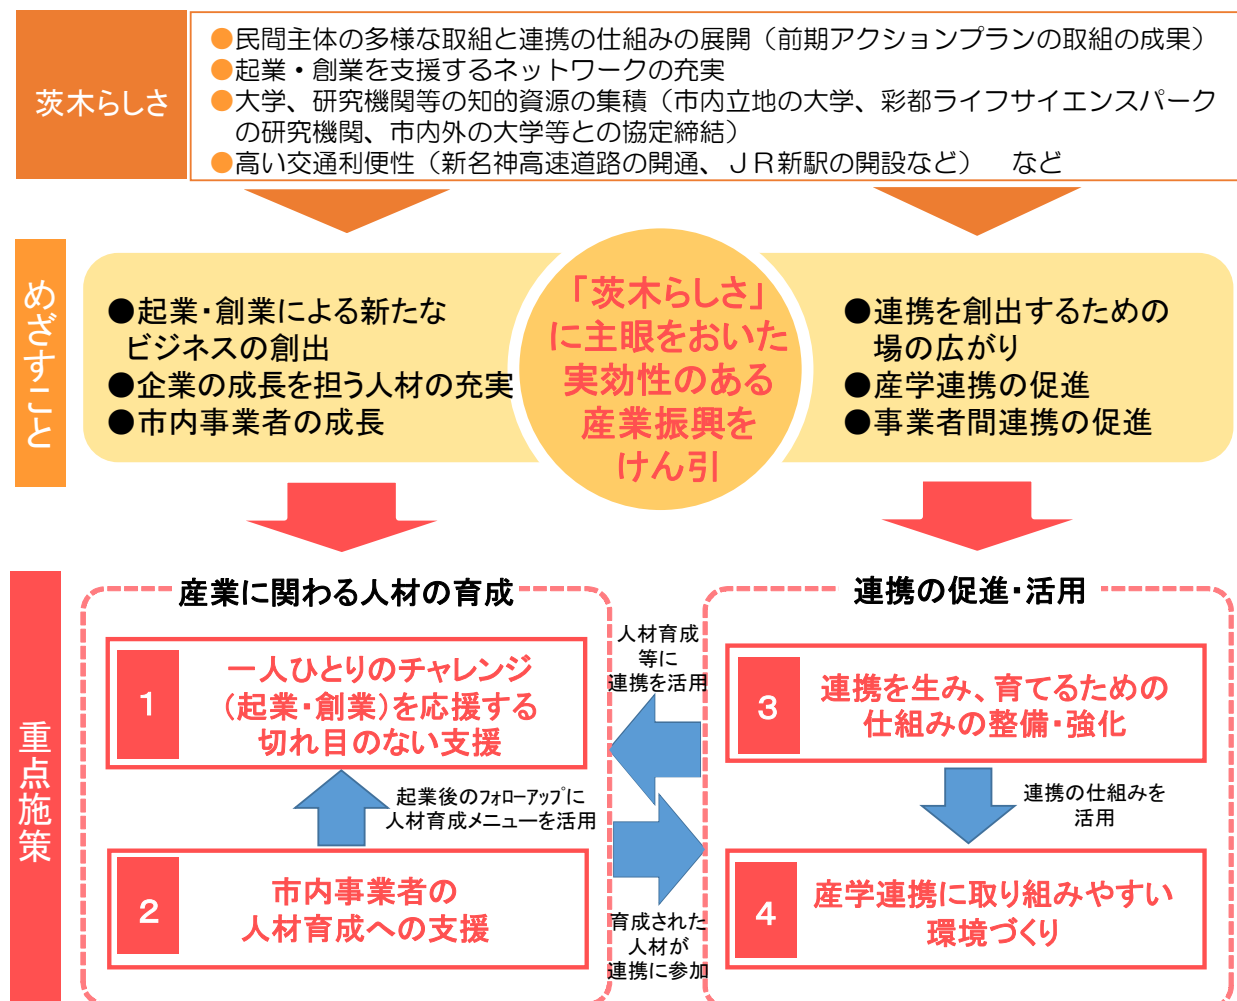 茨木らしさ
●民間主体の多様な取組と連携の仕組みの展開（前期アクションプランの取組の成果）
●起業・創業を支援するネットワークの充実
●大学、研究機関等の知的資源の集積（市内立地の大学、彩都ライフサイエンスパーク
の研究機関、市内外の大学等との協定締結）
●高い交通利便性（新名神高速道路の開通、ＪＲ新駅の開設など）　など
めざすこと
●起業・創業による新たな
ビジネスの創出
●企業の成長を担う人材の充実
●市内事業者の成長
「茨木らしさ」
に主眼をおいた
実効性のある
産業振興を
けん引
●連携を創出するための
場の広がり
●産学連携の促進
●事業者間連携の促進
重点施策
産業に関わる人材の育成
1
一人ひとりのチャレンジ
(起業・創業)を応援する
切れ目のない支援
起業後のﾌｫﾛｰｱｯﾌﾟに
人材育成メニューを活用
2
市内事業者の
人材育成への支援
人材育成
等に
連携を活用
育成された
人材が
連携に参加
連携の促進・活用
3
連携を生み、育てるための
仕組みの整備・強化
連携の仕組みを
活用
4
産学連携に取り組みやすい
環境づくり